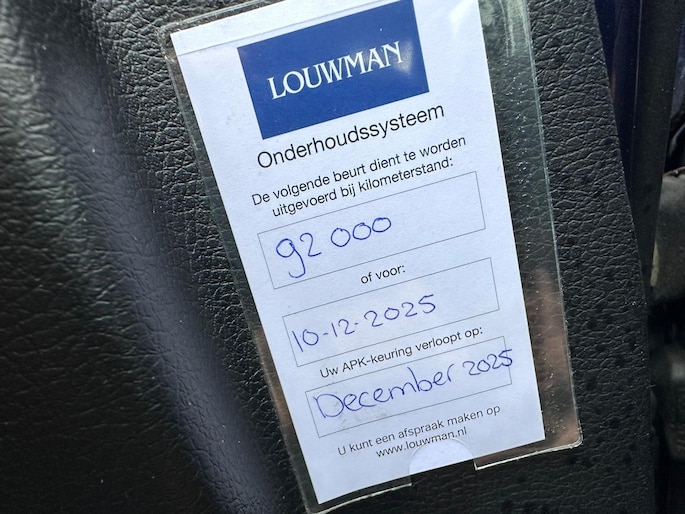 LOUWMAN
Onderhoudssysteem
De volgende beurt dient te worden
uitgevoerd bij kilometerstand:
92 000
of voor:
10-12-2025
Uw APK-keuring verloopt op:
December 2025
U kunt een afspraak maken op
www.louwman.nl